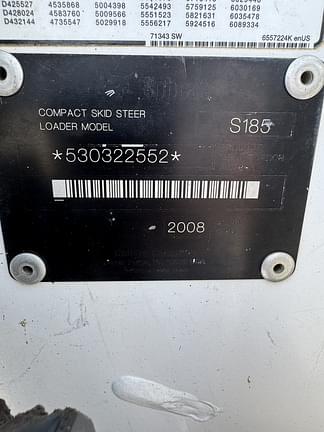 D425527 4535868 5004398 5542493 5759125 6030169
D428024 4583760 5009566 5551523 5821631 6035478
D432144 4735547 5029918 5556217 5924516 6089334
71343 SW 6557224K enUS
COMPACT SKID STEER
LOADER MODEL S185
*530322552*
2008